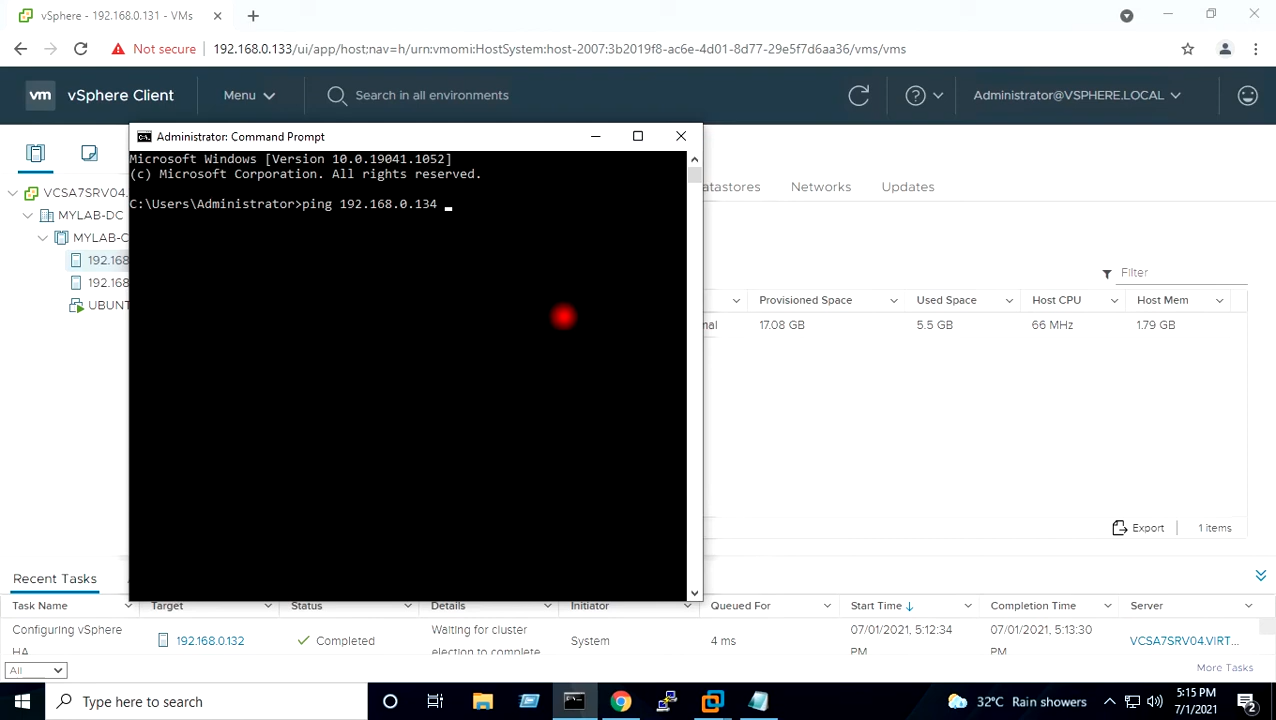 vSphere - 192.168.0.131 - VMs
Not secure 192.168.0.133/ui/app/host;nav=h/urn:vmomi:HostSystem:host-2007:3b2019f8-ac6e-4d01-8d77-29e5f7d6aa36/vms/vms
vm vSphere Client Menu Search in all environments Administrator@VSPHERE.LOCAL
Administrator: Command Prompt
Microsoft Windows [Version 10.0.19041.1052]
(c) Microsoft Corporation. All rights reserved.
C:\Users\Administrator>ping 192.168.0.134
VCSA7SRV04.
MYLAB-DC
MYLAB-C
192.168
192.168
UBUNT
atastores Networks Updates
Filter
Provisioned Space Used Space Host CPU Host Mem
mal 17.08 GB 5.5 GB 66 MHz 1.79 GB
Export 1 items
Recent Tasks
Task Name Target Status Details Initiator Queued For Start Time Completion Time Server
Configuring vSphere HA 192.168.0.132 Completed Waiting for cluster election to complete System 4 ms 07/01/2021, 5:12:34 PM 07/01/2021, 5:13:30 PM VCSA7SRV04.VIRT...
All More Tasks
Type here to search 32°C Rain showers 5:15 PM
7/1/2021 2